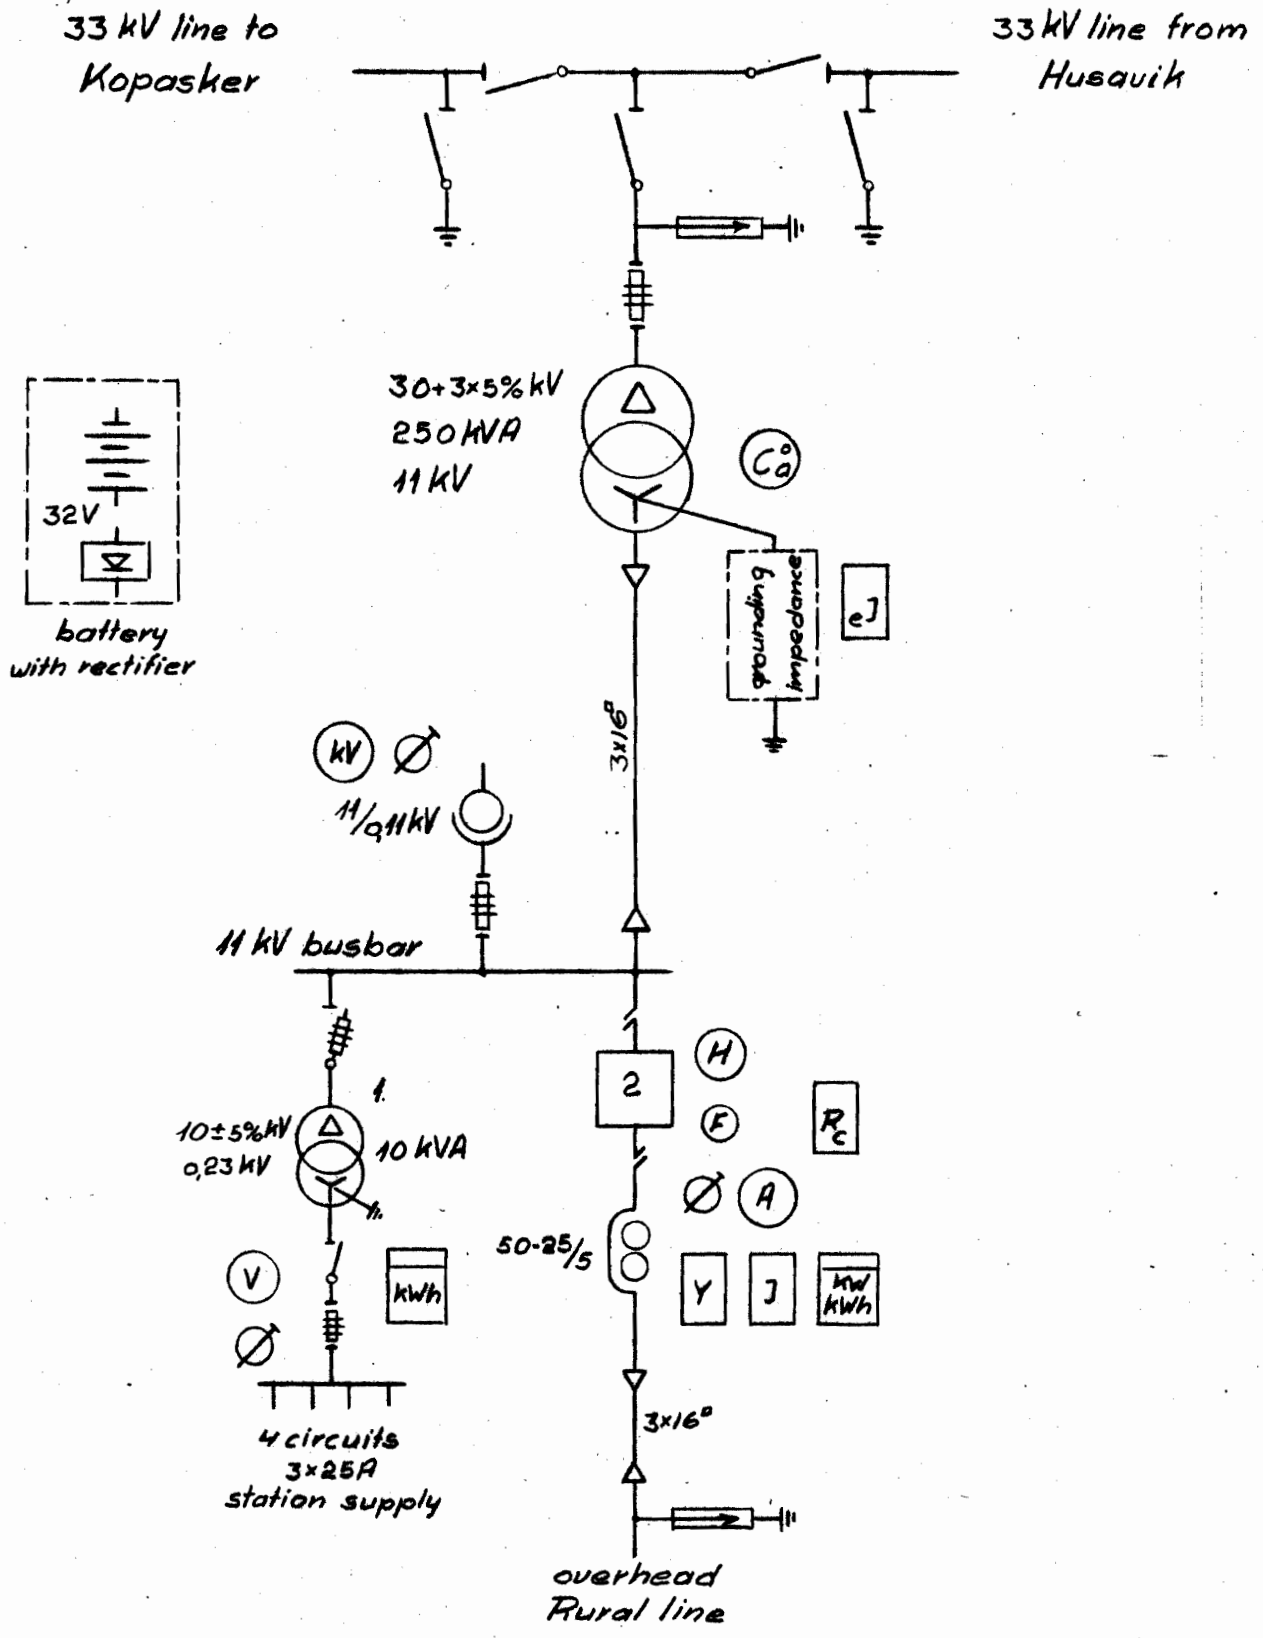 33 kV line to
Kopasker
33 kV line from
Husavik
30+3×5% kV
250 kVA
11 kV
C°a
32V
battery
with rectifier
grounding
impedance
eJ
3×16□
kV
11/0,11 kV
11 kV busbar
2
H
F
Rc
1.
10±5% kV
0,23 kV
10 kVA
A
50-25/5
V
kWh
Y
J
kW
kWh
3×16□
4 circuits
3×25A
station supply
overhead
Rural line